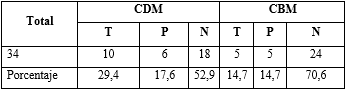 Total CDM CBM
T P N T P N
34 10 6 18 5 5 24
Porcentaje 29,4 17,6 52,9 14,7 14,7 70,6